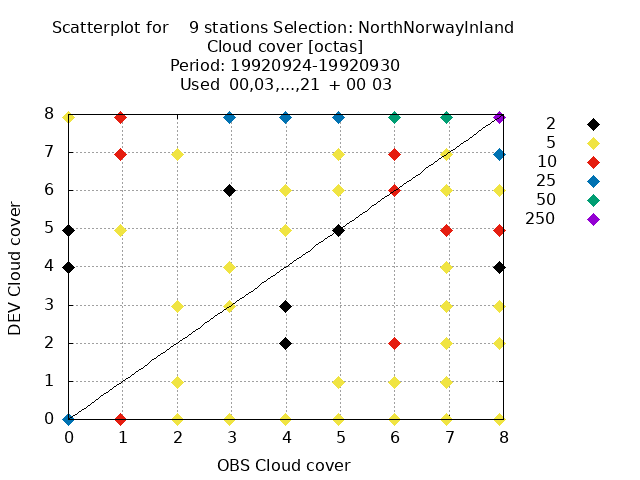 Scatterplot for 9 stations Selection: NorthNorwayInland
Cloud cover [octas]
Period: 19920924-19920930
Used 00,03,...,21 + 00 03
8
7
6
5
4
3
2
1
0
DEV Cloud cover
0 1 2 3 4 5 6 7 8
OBS Cloud cover
2
5
10
25
50
250